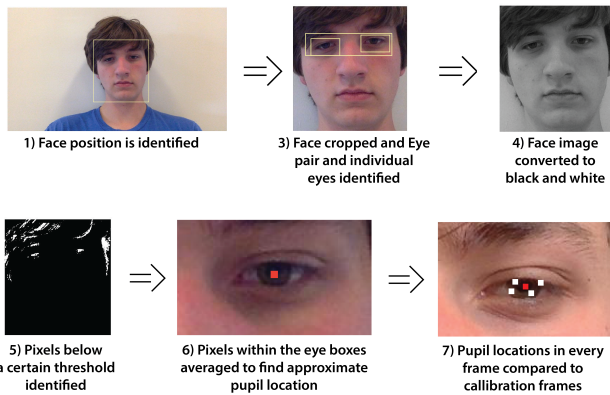 1) Face position is identified
3) Face cropped and Eye
pair and individual
eyes identified
4) Face image
converted to
black and white
5) Pixels below
a certain threshold
identified
6) Pixels within the eye boxes
averaged to find approximate
pupil location
7) Pupil locations in every
frame compared to
callibration frames